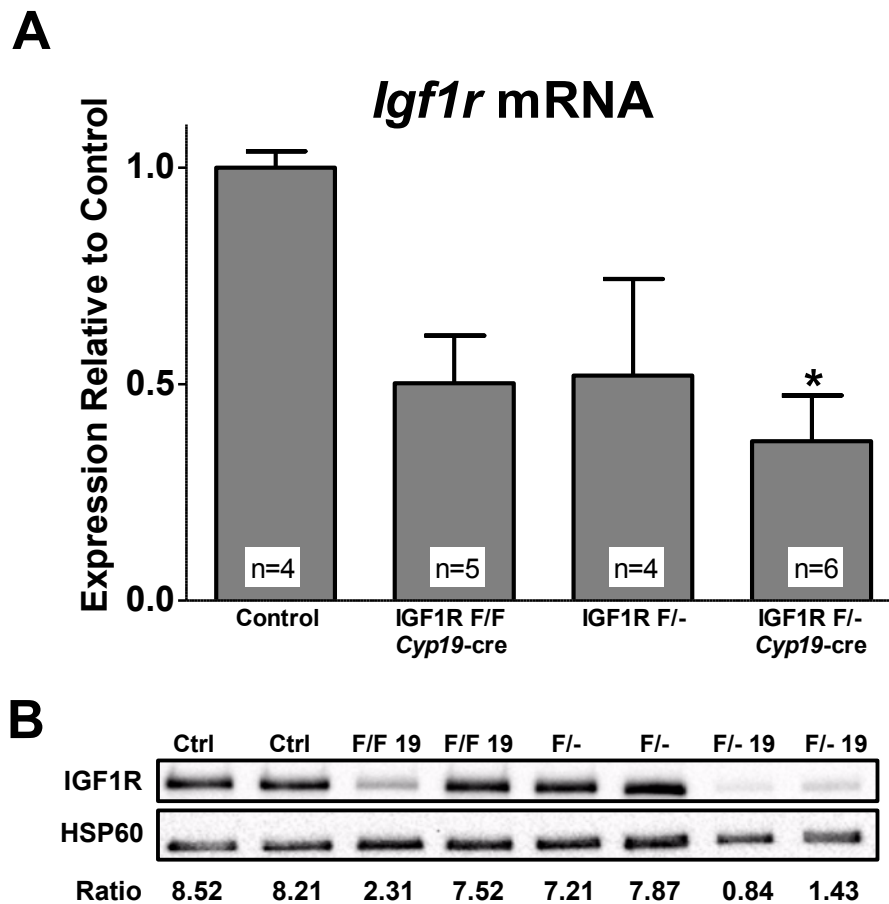 A
Igf1r mRNA
Expression Relative to Control
1.0
0.5
0.0
*
n=4
n=5
n=4
n=6
Control
IGF1R F/F
Cyp19-cre
IGF1R F/-
IGF1R F/-
Cyp19-cre
B
Ctrl Ctrl F/F 19 F/F 19 F/- F/- F/- 19 F/- 19
IGF1R
HSP60
Ratio 8.52 8.21 2.31 7.52 7.21 7.87 0.84 1.43